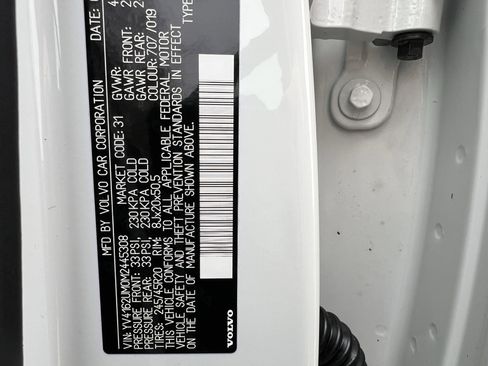 MFD BY VOLVO CAR CORPORATION DATE:
VIN: YV4162UM0M2445308 GVWR:
MARKET CODE: 31 GAWR FRONT:
PRESSURE FRONT: 33PSI, 230KPA COLD GAWR REAR:
PRESSURE REAR: 33PSI, 230KPA COLD COLOUR: 707/019
TIRES: 245/45R20 RIM: 8Jx20x50,5
THIS VEHICLE CONFORMS TO ALL APPLICABLE FEDERAL MOTOR
VEHICLE SAFETY AND THEFT PREVENTION STANDARDS IN EFFECT
ON THE DATE OF MANUFACTURE SHOWN ABOVE. TYPE
VOLVO